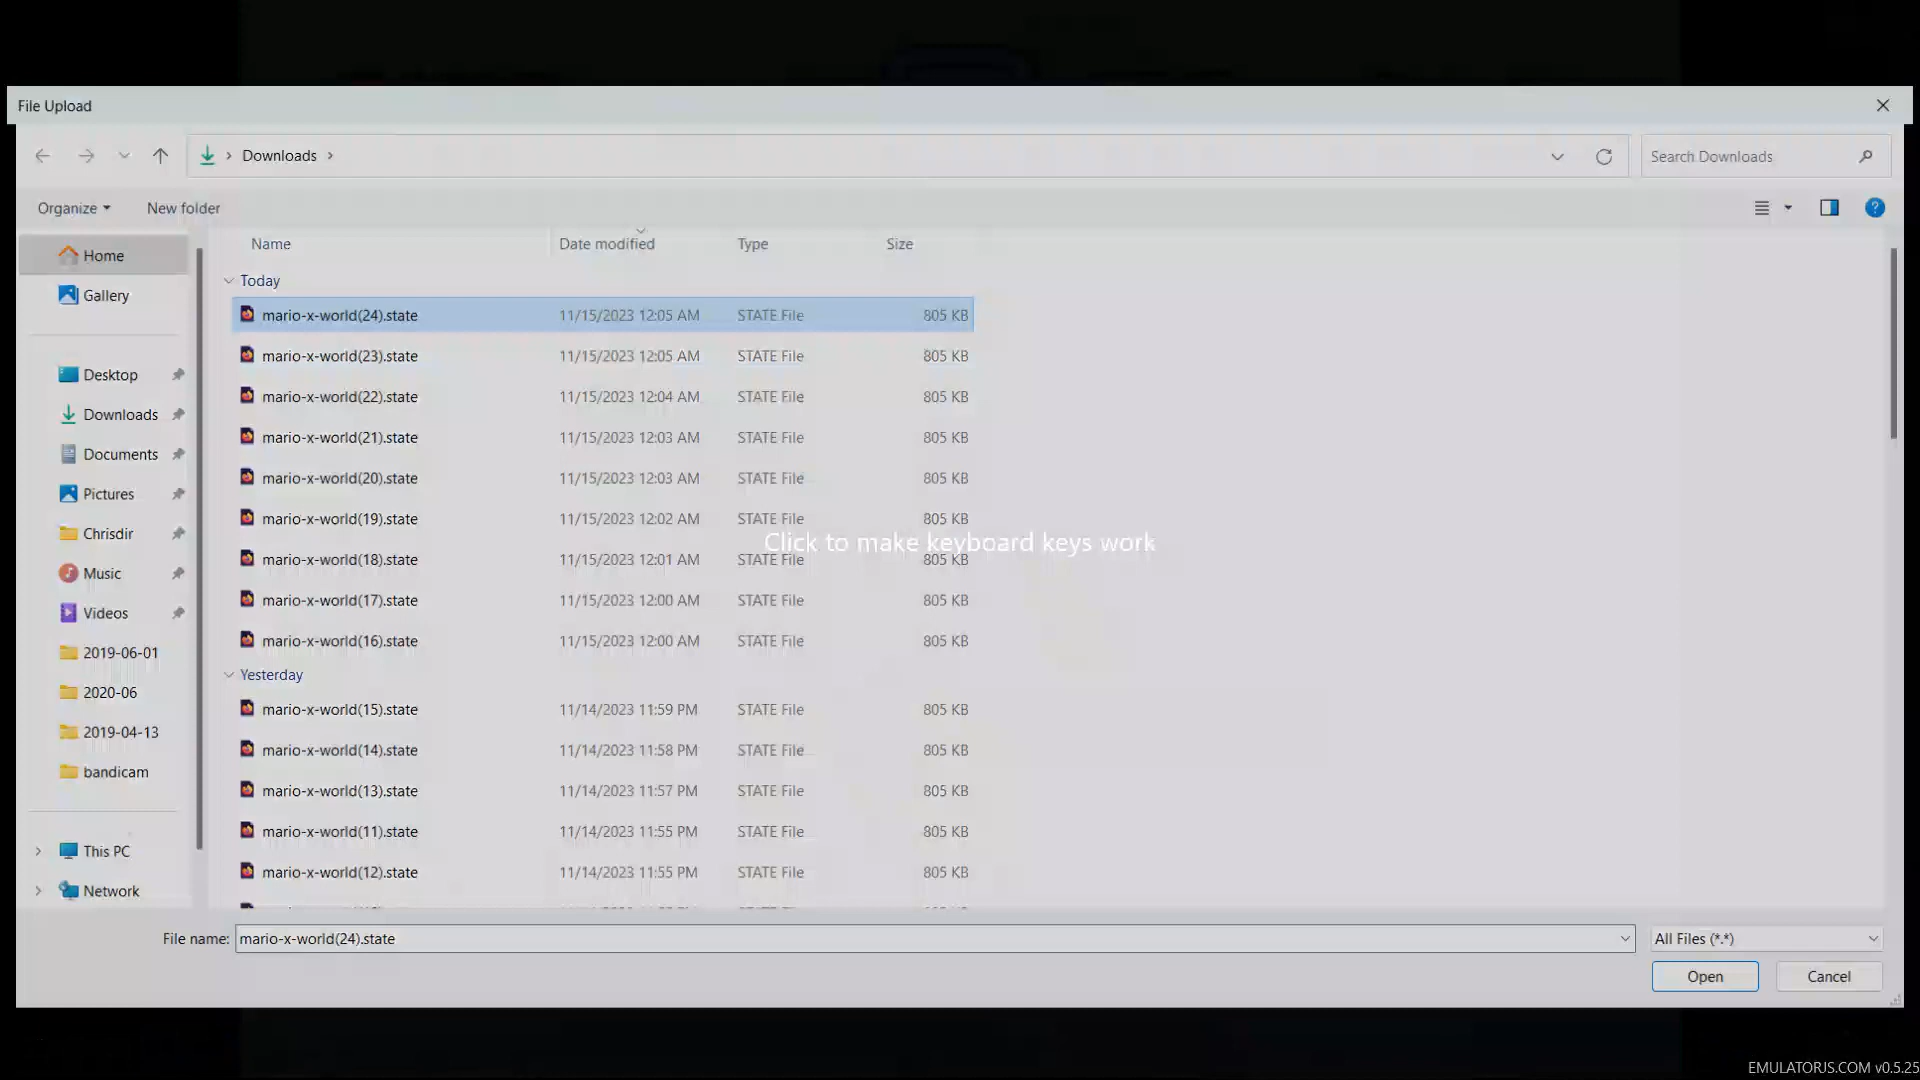 File Upload
Downloads
Search Downloads
Organize
New folder
Name Date modified Type Size
Home
Gallery
Desktop
Downloads
Documents
Pictures
Chrisdir
Music
Videos
2019-06-01
2020-06
2019-04-13
bandicam
This PC
Network
Today
mario-x-world(24).state 11/15/2023 12:05 AM STATE File 805 KB
mario-x-world(23).state 11/15/2023 12:05 AM STATE File 805 KB
mario-x-world(22).state 11/15/2023 12:04 AM STATE File 805 KB
mario-x-world(21).state 11/15/2023 12:03 AM STATE File 805 KB
mario-x-world(20).state 11/15/2023 12:03 AM STATE File 805 KB
mario-x-world(19).state 11/15/2023 12:02 AM STATE File 805 KB
Click to make keyboard keys work
mario-x-world(18).state 11/15/2023 12:01 AM STATE File 805 KB
mario-x-world(17).state 11/15/2023 12:00 AM STATE File 805 KB
mario-x-world(16).state 11/15/2023 12:00 AM STATE File 805 KB
Yesterday
mario-x-world(15).state 11/14/2023 11:59 PM STATE File 805 KB
mario-x-world(14).state 11/14/2023 11:58 PM STATE File 805 KB
mario-x-world(13).state 11/14/2023 11:57 PM STATE File 805 KB
mario-x-world(11).state 11/14/2023 11:55 PM STATE File 805 KB
mario-x-world(12).state 11/14/2023 11:55 PM STATE File 805 KB
File name: mario-x-world(24).state
All Files (*.*)
Open
Cancel
EMULATORJS.COM v0.5.25